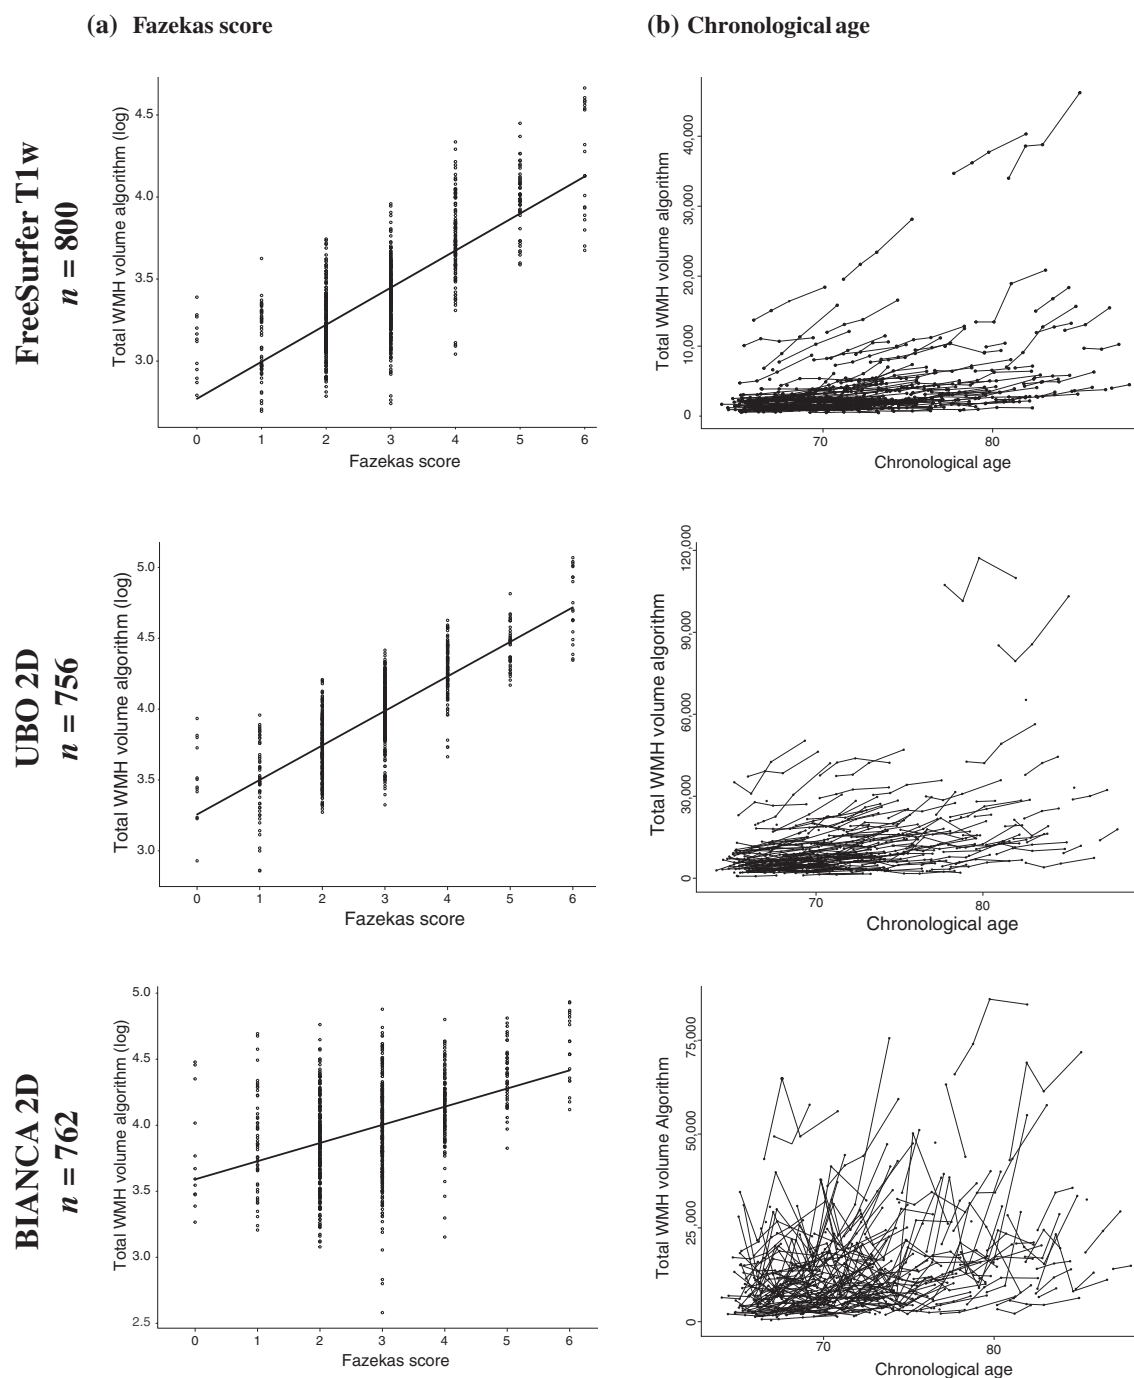 (a) Fazekas score
(b) Chronological age
FreeSurfer T1w
n = 800
Total WMH volume algorithm (log)
4.5
4.0
3.5
3.0
0 1 2 3 4 5 6
Fazekas score
Total WMH volume algorithm
40,000
30,000
20,000
10,000
0
70 80
Chronological age
UBO 2D
n = 756
Total WMH volume algorithm (log)
5.0
4.5
4.0
3.5
3.0
0 1 2 3 4 5 6
Fazekas score
Total WMH volume algorithm
120,000
90,000
60,000
30,000
0
70 80
Chronological age
BIANCA 2D
n = 762
Total WMH volume algorithm (log)
5.0
4.5
4.0
3.5
3.0
2.5
0 1 2 3 4 5 6
Fazekas score
Total WMH volume Algorithm
75,000
50,000
25,000
0
70 80
Chronological age